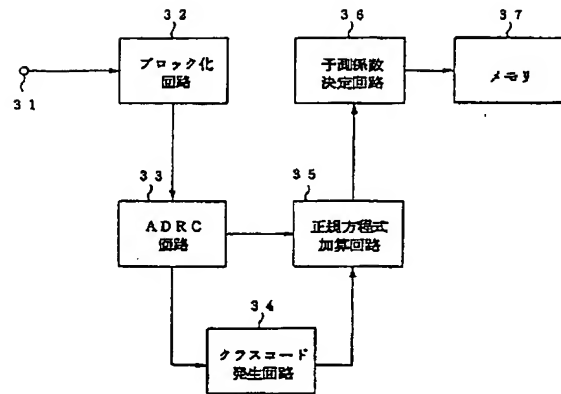 32
ブロック化
回路
31
36
予測係数
決定回路
37
メモリ
33
ADRC
回路
35
正規方程式
加算回路
34
クラスコード
発生回路